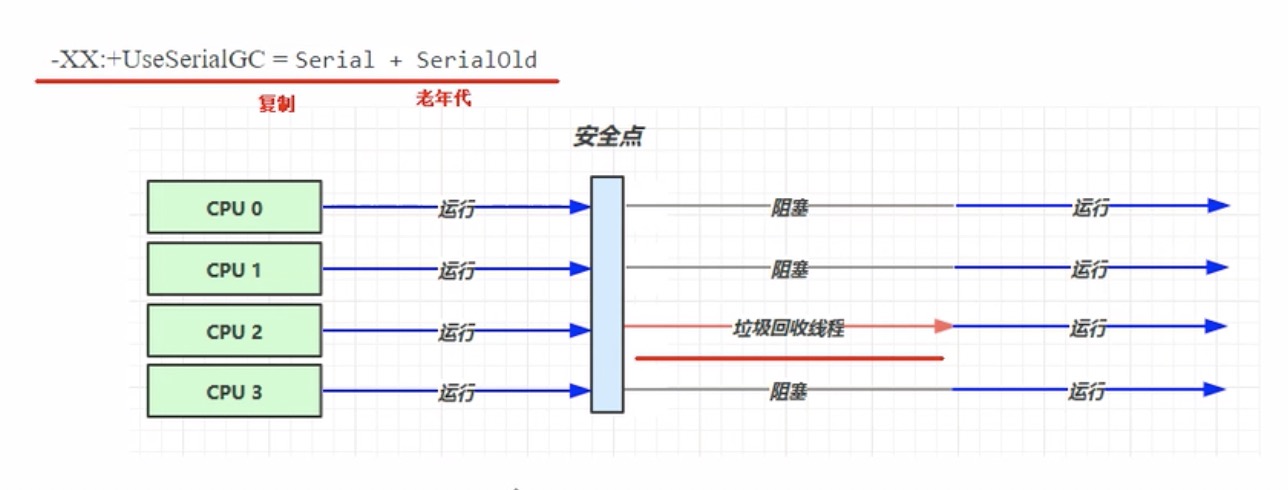 -XX:+UseSerialGC = Serial + SerialOld
复制 老年代
安全点
CPU 0 运行 阻塞 运行
CPU 1 运行 阻塞 运行
CPU 2 运行 垃圾回收线程 运行
CPU 3 运行 阻塞 运行